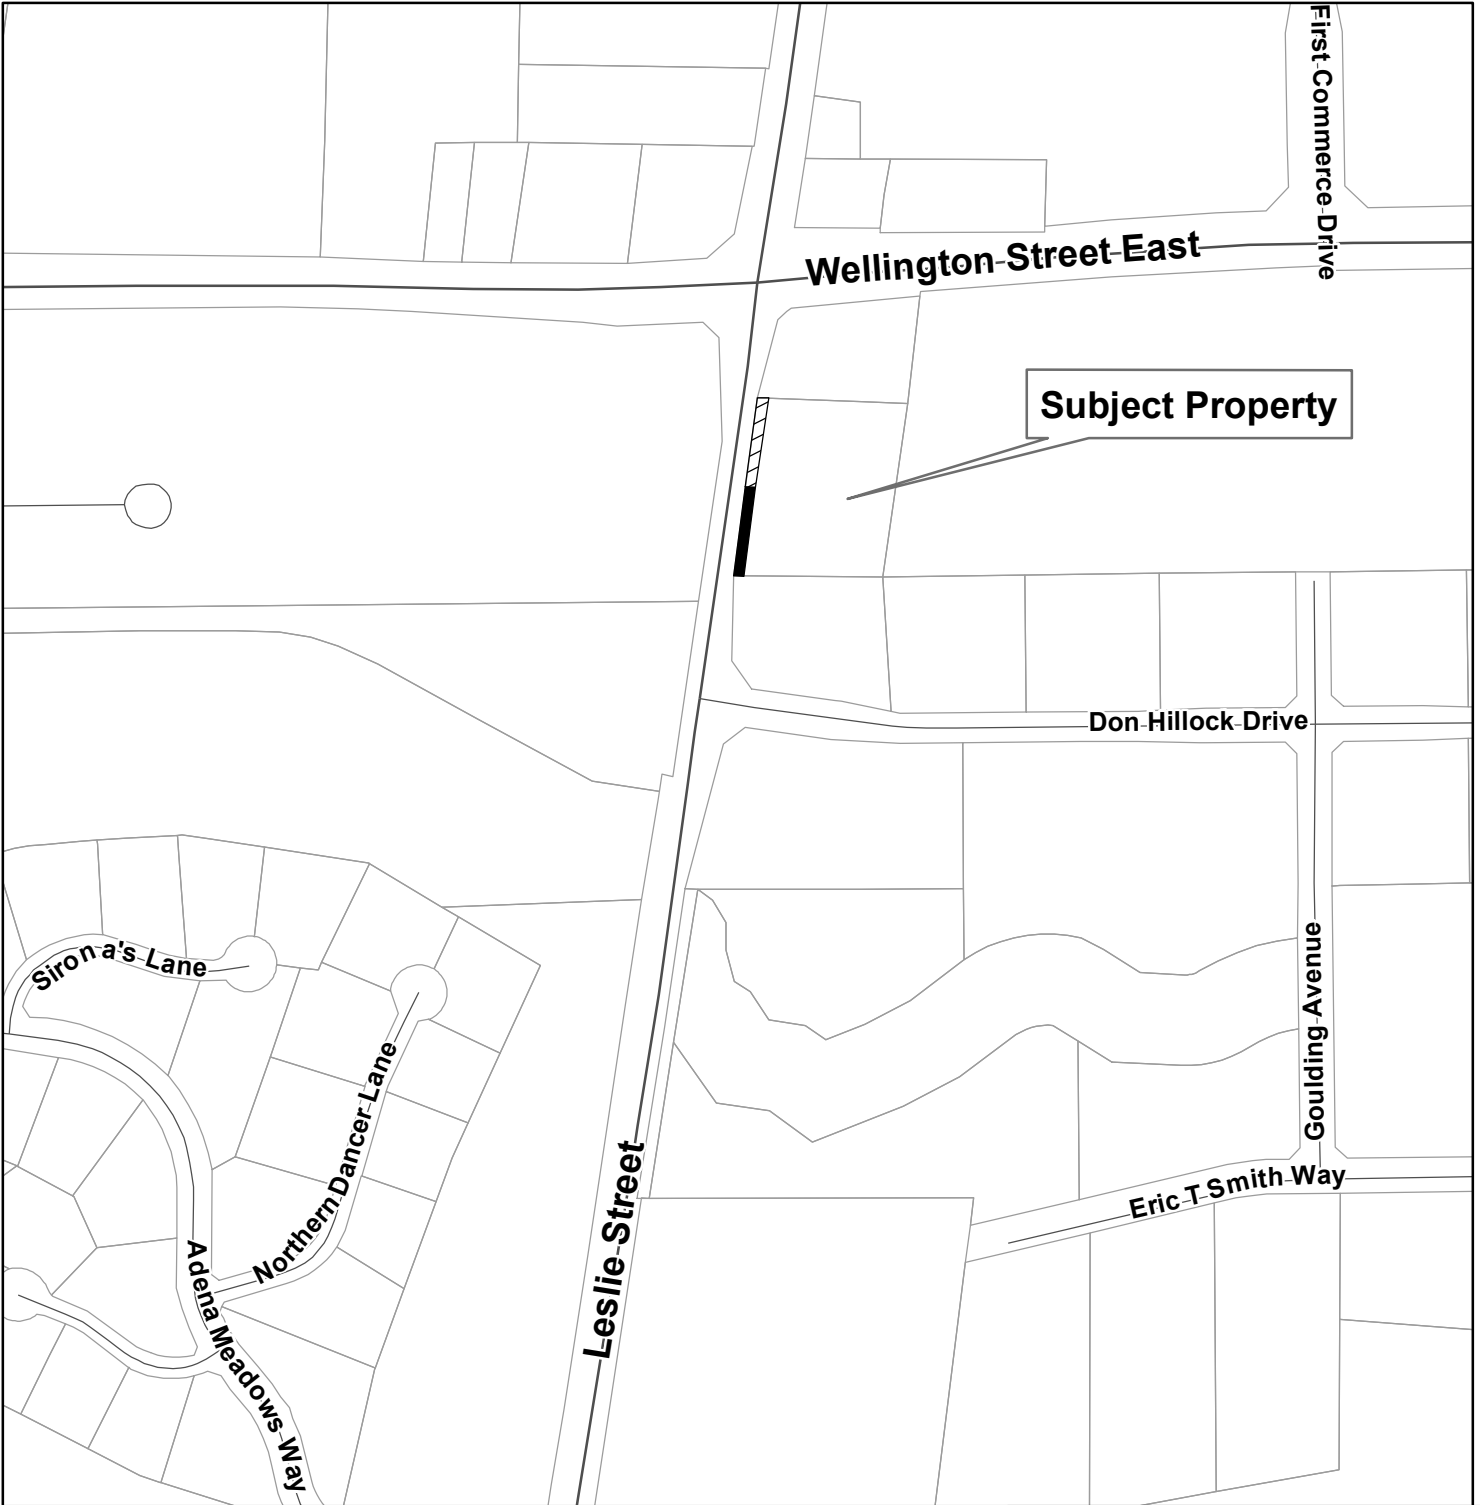 First Commerce Drive
Wellington Street East
Subject Property
Don Hillock Drive
Sirona's Lane
Goulding Avenue
Northern Dancer Lane
Leslie Street
Eric T Smith Way
Adena Meadows Way